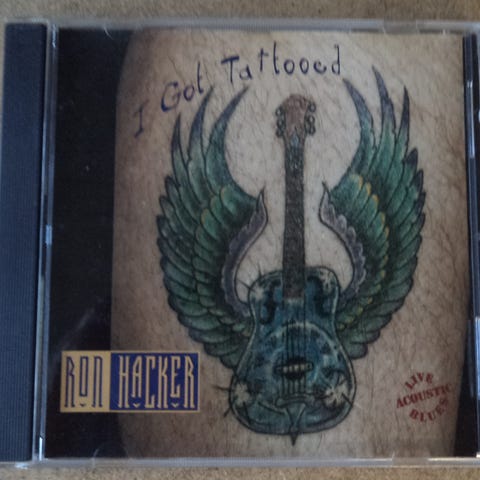 I Got Tattooed
RON HACKER
LIVE
ACOUSTIC
BLUES